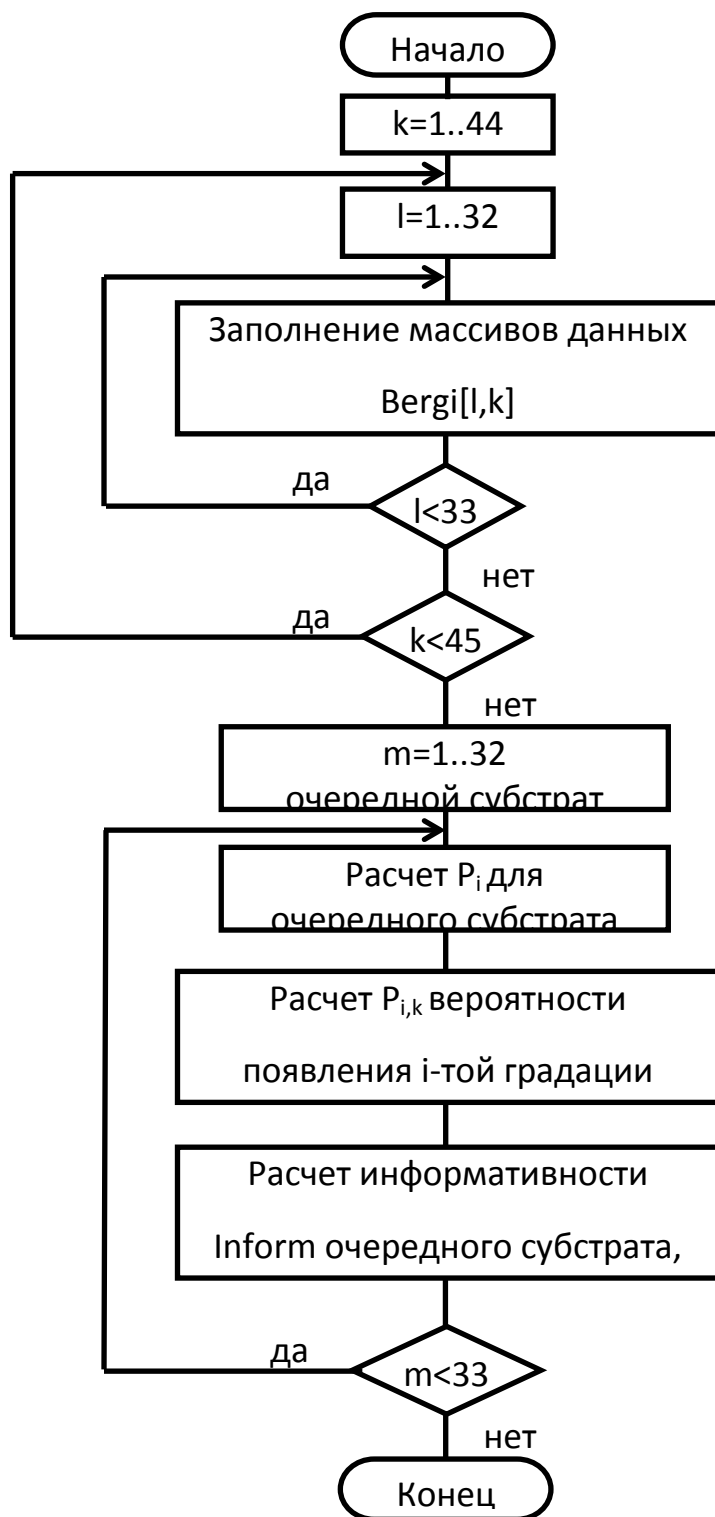 Начало
k=1..44
l=1..32
Заполнение массивов данных
Bergi[l,k]
да
l<33
нет
да
k<45
нет
m=1..32
очередной субстрат
Расчет Pi для
очередного субстрата
Расчет Pi,k вероятности
появления i-той градации
Расчет информативности
Inform очередного субстрата,
да
m<33
нет
Конец